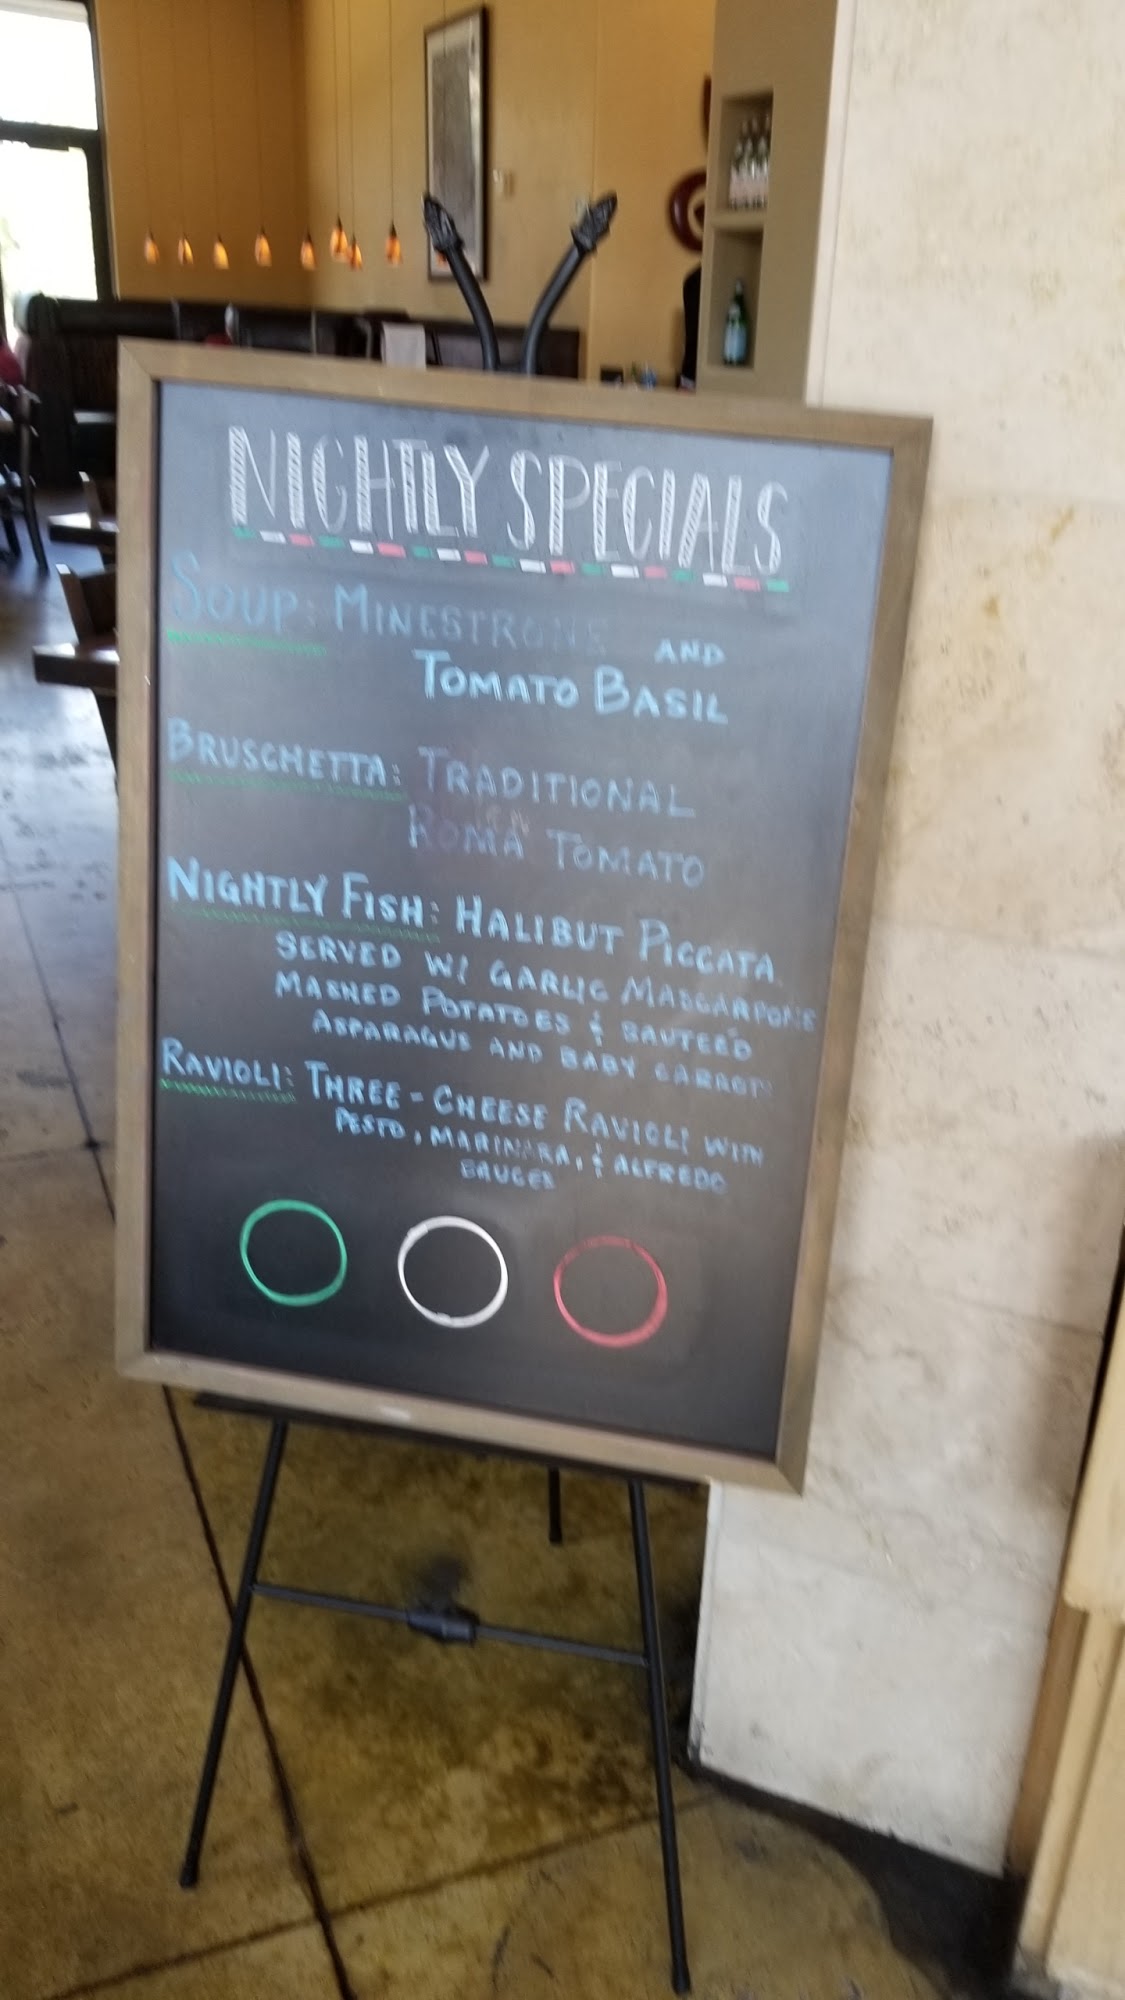 NIGHTLY SPECIALS
SOUP: MINESTRONE AND
TOMATO BASIL
BRUSCHETTA: TRADITIONAL
ROMA TOMATO
NIGHTLY FISH: HALIBUT PICCATA
SERVED W/ GARLIC MASCARPONE
MASHED POTATOES & SAUTEÉD
ASPARAGUS AND BABY CARROTS
RAVIOLI: THREE-CHEESE RAVIOLI WITH
PESTO, MARINARA, & ALFREDO
SAUCES